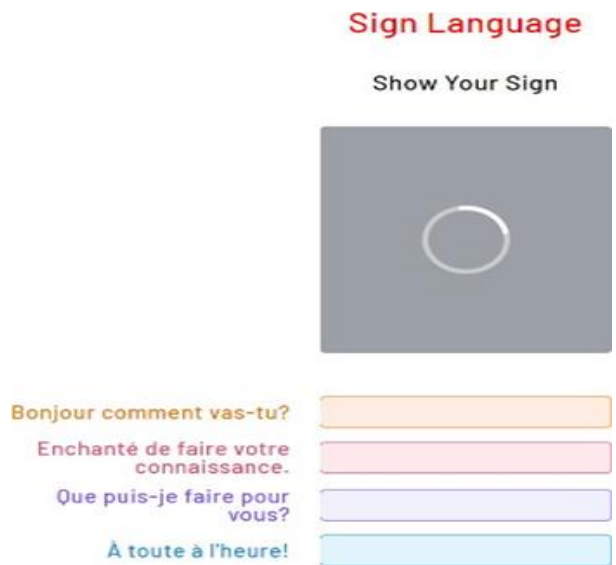 Sign Language
Show Your Sign
Bonjour comment vas-tu?
Enchanté de faire votre
connaissance.
Que puis-je faire pour
vous?
À toute à l'heure!